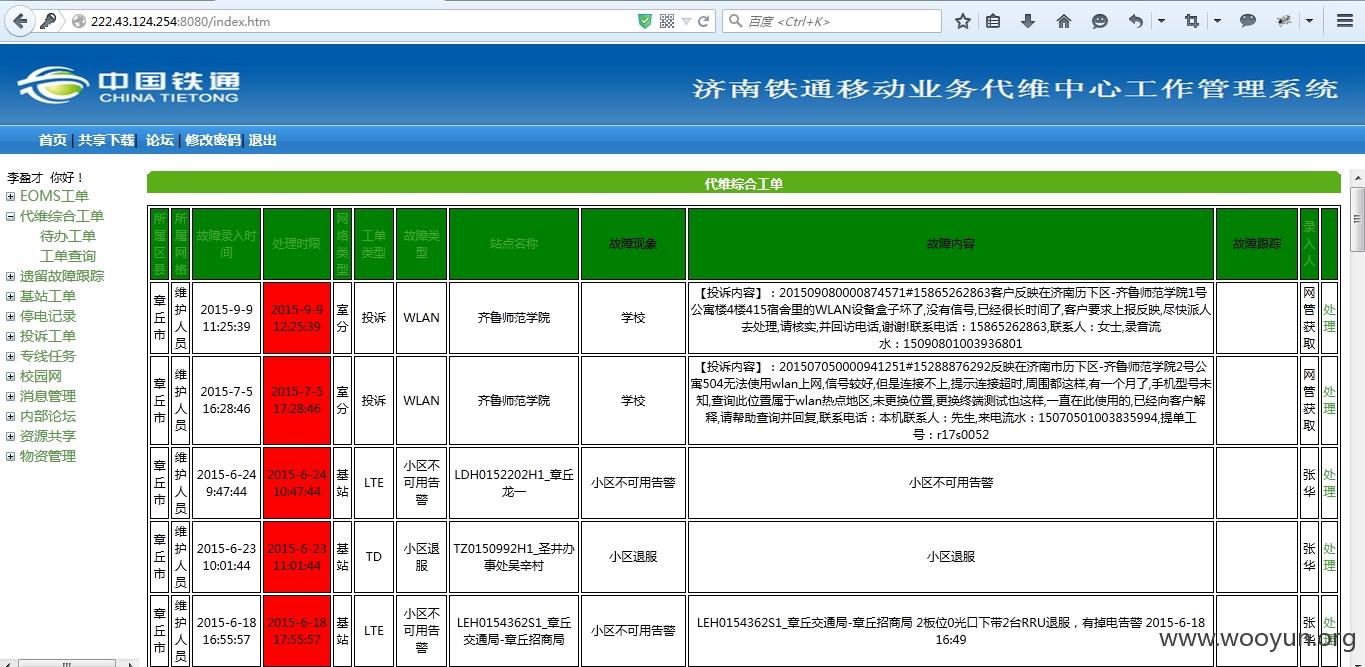 222.43.124.254:8080/index.htm
百度 <Ctrl+K>
中国铁通
CHINA TIETONG
济南铁通移动业务代维中心工作管理系统
首页 | 共享下载 | 论坛 | 修改密码 | 退出
李盈才 你好！
EOMS工单
代维综合工单
待办工单
工单查询
遗留故障跟踪
基站工单
停电记录
投诉工单
专线任务
校园网
消息管理
内部论坛
资源共享
物资管理
代维综合工单
所属区县 所属网格 故障录入时间 处理时限 网络类型 工单类型 故障类型 站点名称 故障现象 故障内容 故障跟踪 录入人
章丘市 维护人员 2015-9-9 11:25:39 2015-9-9 12:25:39 室分 投诉 WLAN 齐鲁师范学院 学校
【投诉内容】：201509080000874571#15865262863客户反映在济南历下区-齐鲁师范学院1号
公寓楼4楼415宿舍里的WLAN设备盒子坏了,没有信号,已经很长时间了,客户要求上报反映,尽快派人
去处理,请核实,并回访电话,谢谢!联系电话：15865262863,联系人：女士,录音流
水：15090801003936801
网管获取 处理
章丘市 维护人员 2015-7-5 16:28:46 2015-7-5 17:28:46 室分 投诉 WLAN 齐鲁师范学院 学校
【投诉内容】：201507050000941251#15288876292反映在济南市历下区-齐鲁师范学院2号公
寓504无法使用wlan上网,信号较好,但是连接不上,提示连接超时,周围都这样,有一个月了,手机型号未
知,查询此位置属于wlan热点地区,未更换位置,更换终端测试也这样,一直在此使用的,已经向客户解
释,请帮助查询并回复,联系电话：本机联系人：先生,来电流水：15070501003835994,提单工
号：r17s0052
网管获取 处理
章丘市 维护人员 2015-6-24 9:47:44 2015-6-24 10:47:44 基站 LTE 小区不可用告警 LDH0152202H1_章丘龙一 小区不可用告警 小区不可用告警 张华 处理
章丘市 维护人员 2015-6-23 10:01:44 2015-6-23 11:01:44 基站 TD 小区退服 TZ0150992H1_圣井办事处吴辛村 小区退服 小区退服 张华 处理
章丘市 维护人员 2015-6-18 16:55:57 2015-6-18 17:55:57 基站 LTE 小区不可用告警 LEH0154362S1_章丘交通局-章丘招商局 小区不可用告警
LEH0154362S1_章丘交通局-章丘招商局 2板位0光口下带2台RRU退服，有掉电告警 2015-6-18
16:49
张华 处理
www.wooyun.org